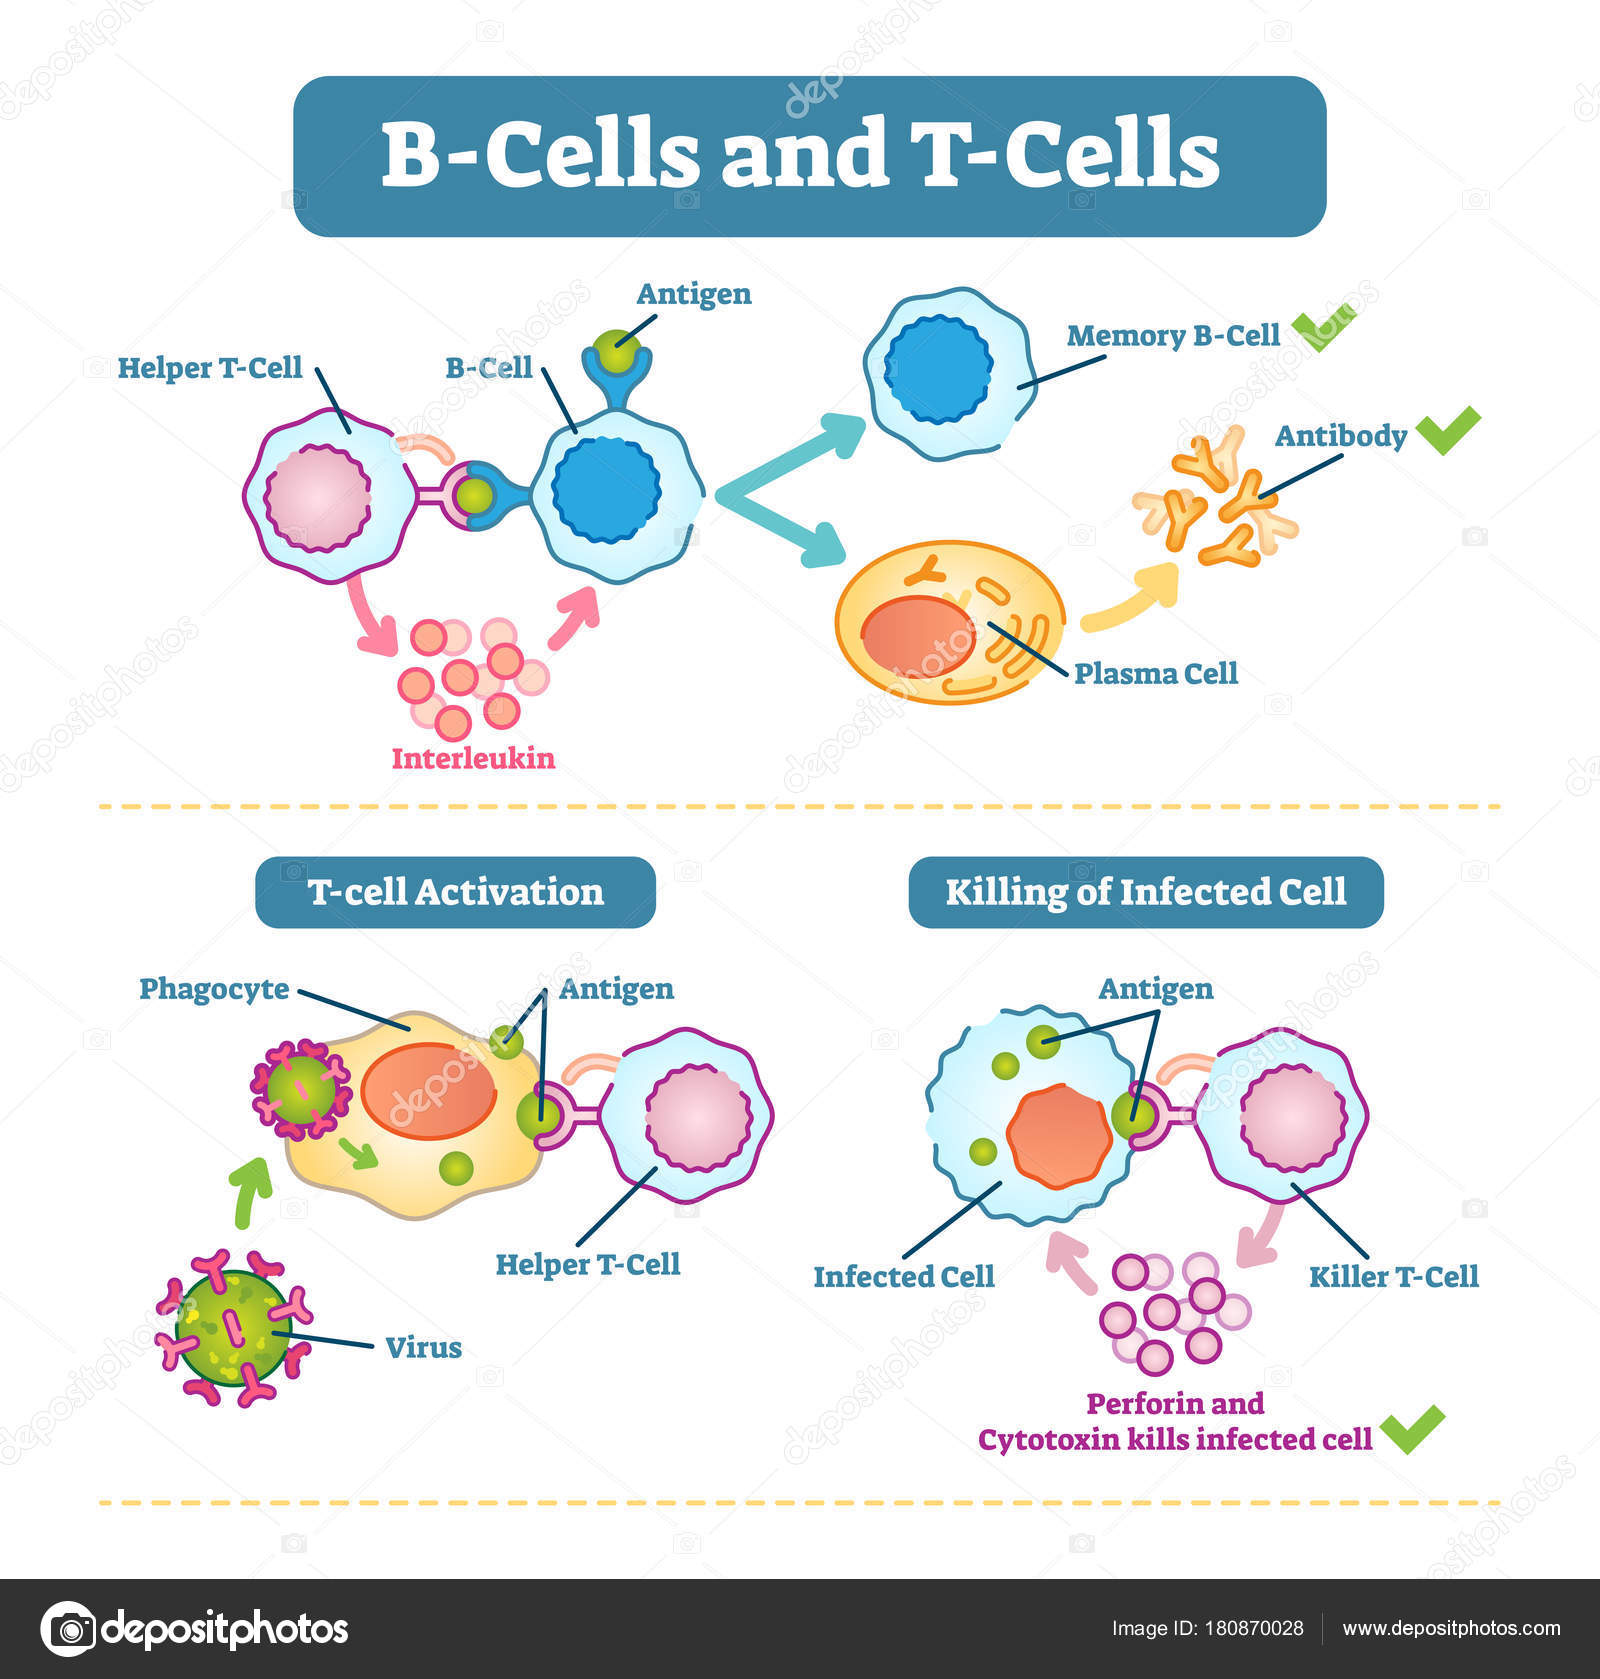 B-Cells and T-Cells
Antigen
Helper T-Cell
B-Cell
Memory B-Cell
Antibody
Plasma Cell
Interleukin
T-cell Activation
Killing of Infected Cell
Phagocyte
Antigen
Antigen
Helper T-Cell
Infected Cell
Killer T-Cell
Virus
Perforin and
Cytotoxin kills infected cell
depositphotos
Image ID: 180870028
www.depositphotos.com